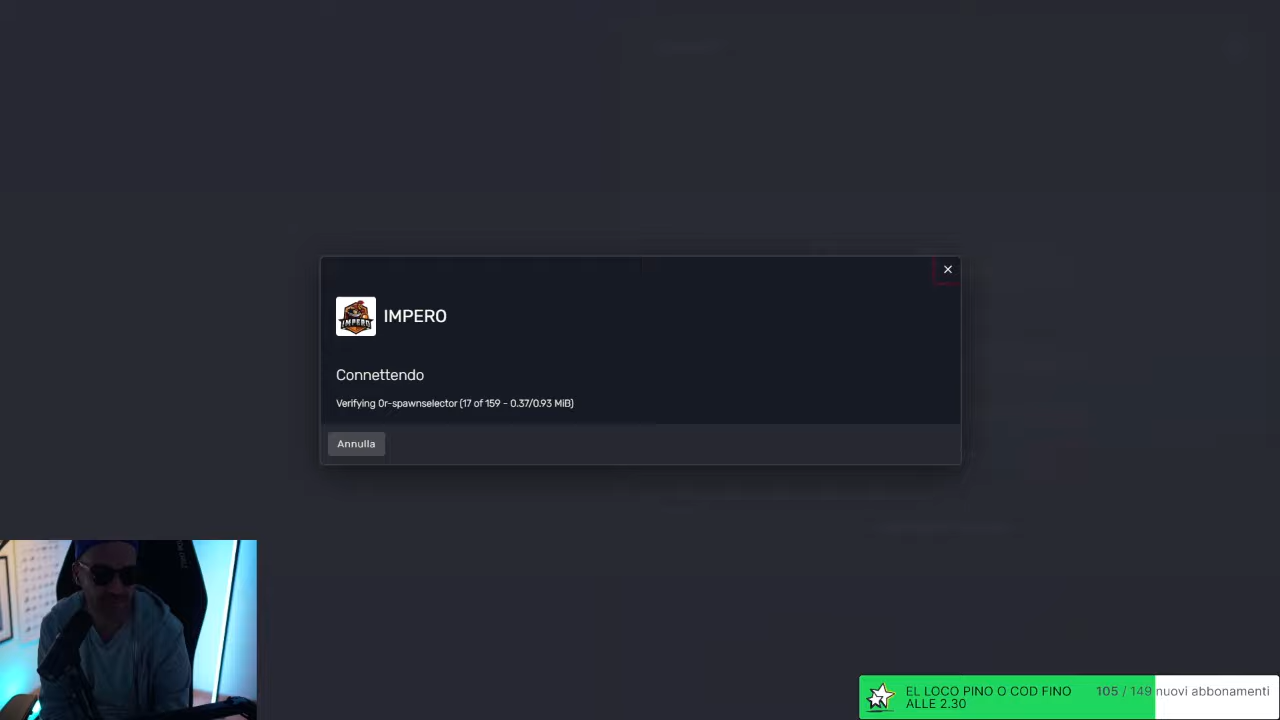 IMPERO
IMPERO
Connettendo
Verifying 0r-spawnselector (17 of 159 - 0.37/0.93 MiB)
Annulla
EL LOCO PINO O COD FINO
ALLE 2.30
105 / 149 nuovi abbonamenti